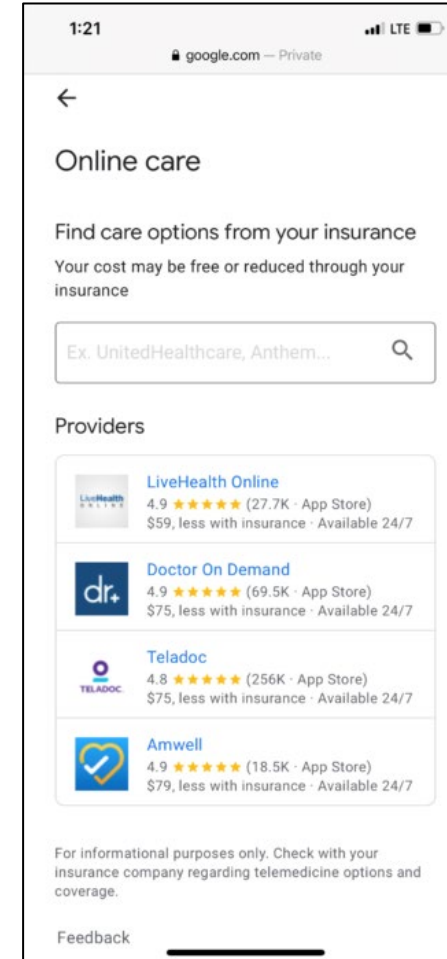 1:21
LTE
google.com — Private
Online care
Find care options from your insurance
Your cost may be free or reduced through your
insurance
Ex. UnitedHealthcare, Anthem...
Providers
LiveHealth
ONLINE
LiveHealth Online
4.9 ★★★★★ (27.7K · App Store)
$59, less with insurance · Available 24/7
dr+
Doctor On Demand
4.9 ★★★★★ (69.5K · App Store)
$75, less with insurance · Available 24/7
TELADOC
Teladoc
4.8 ★★★★★ (256K · App Store)
$75, less with insurance · Available 24/7
Amwell
4.9 ★★★★★ (18.5K · App Store)
$79, less with insurance · Available 24/7
For informational purposes only. Check with your
insurance company regarding telemedicine options and
coverage.
Feedback